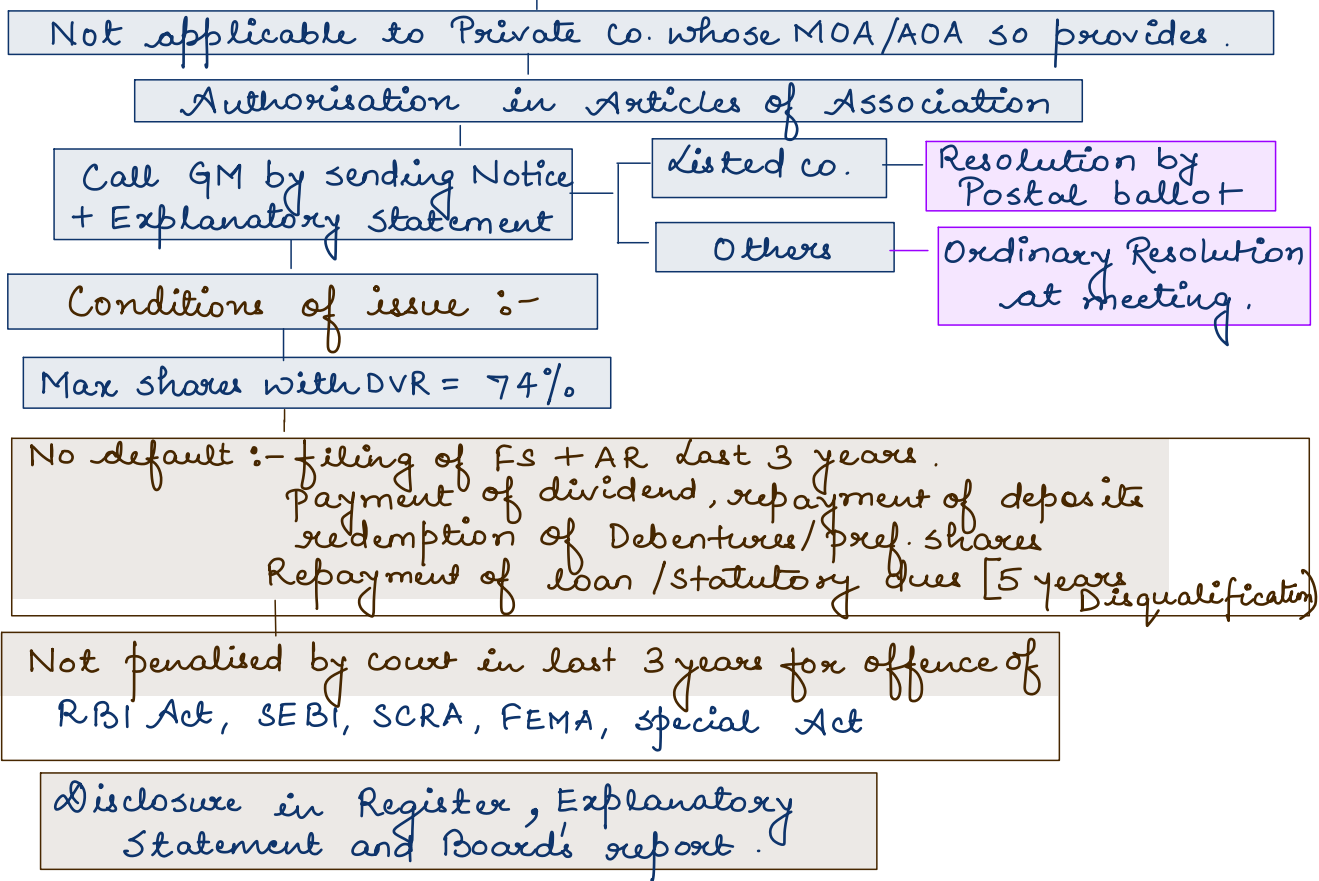 Not applicable to Private Co. whose MOA/AOA so provides.
Authorisation in Articles of Association
Call GM by sending Notice
+ Explanatory Statement
Listed co.
Resolution by
Postal ballot
Others
Ordinary Resolution
at meeting.
Conditions of issue :-
Max shares with DVR = 74%
No default :- filing of FS + AR Last 3 years.
Payment of dividend, repayment of deposits
redemption of Debentures/pref. shares
Repayment of loan/Statutory dues [5 years
Disqualification)
Not penalised by court in last 3 years for offence of
RBI Act, SEBI, SCRA, FEMA, special Act
Disclosure in Register, Explanatory
Statement and Board's report.